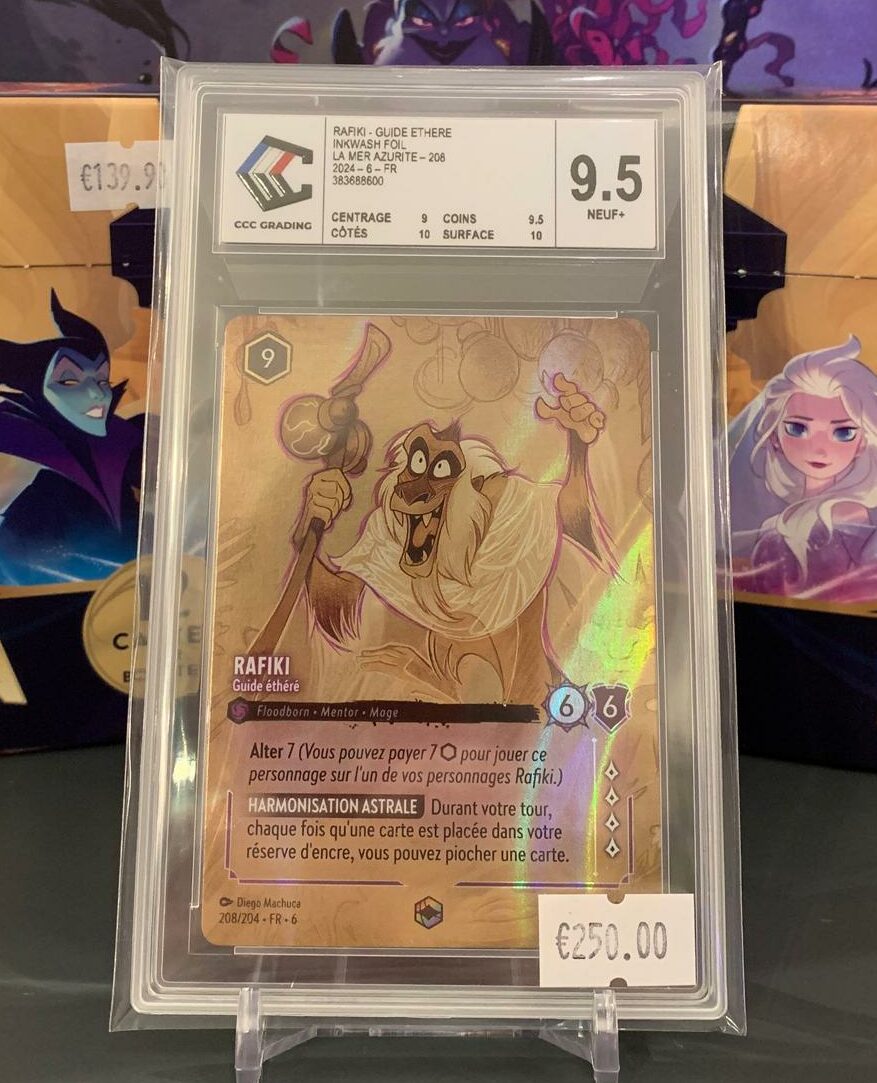 €139.9
RAFIKI - GUIDE ETHERE
INKWASH FOIL
LA MER AZURITE – 208
2024 – 6 – FR
383688600
CCC GRADING
CENTRAGE 9 COINS 9.5
CÔTÉS 10 SURFACE 10
9.5
NEUF+
9
RAFIKI
Guide éthéré
Floodborn • Mentor • Mage
6 6
Alter 7 (Vous pouvez payer 7 pour jouer ce
personnage sur l'un de vos personnages Rafiki.)
HARMONISATION ASTRALE Durant votre tour,
chaque fois qu'une carte est placée dans votre
réserve d'encre, vous pouvez piocher une carte.
Diego Machuca
208/204 • FR • 6
€250.00